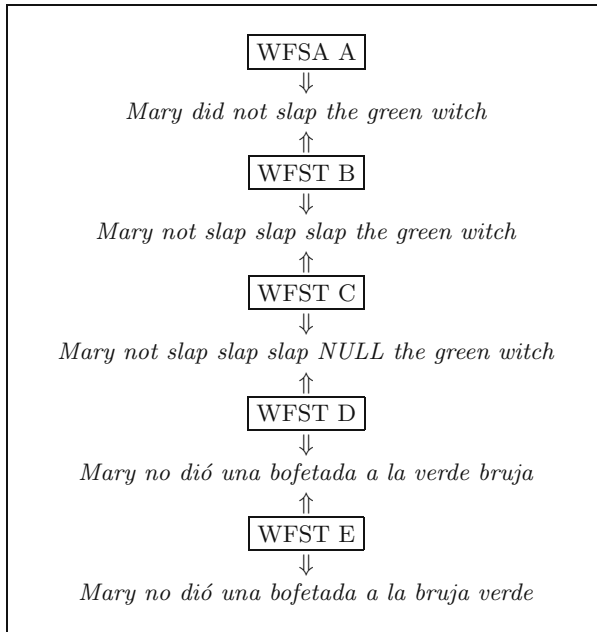 WFSA A
⇓
Mary did not slap the green witch
⇑
WFST B
⇓
Mary not slap slap slap the green witch
⇑
WFST C
⇓
Mary not slap slap slap NULL the green witch
⇑
WFST D
⇓
Mary no dió una bofetada a la verde bruja
⇑
WFST E
⇓
Mary no dió una bofetada a la bruja verde